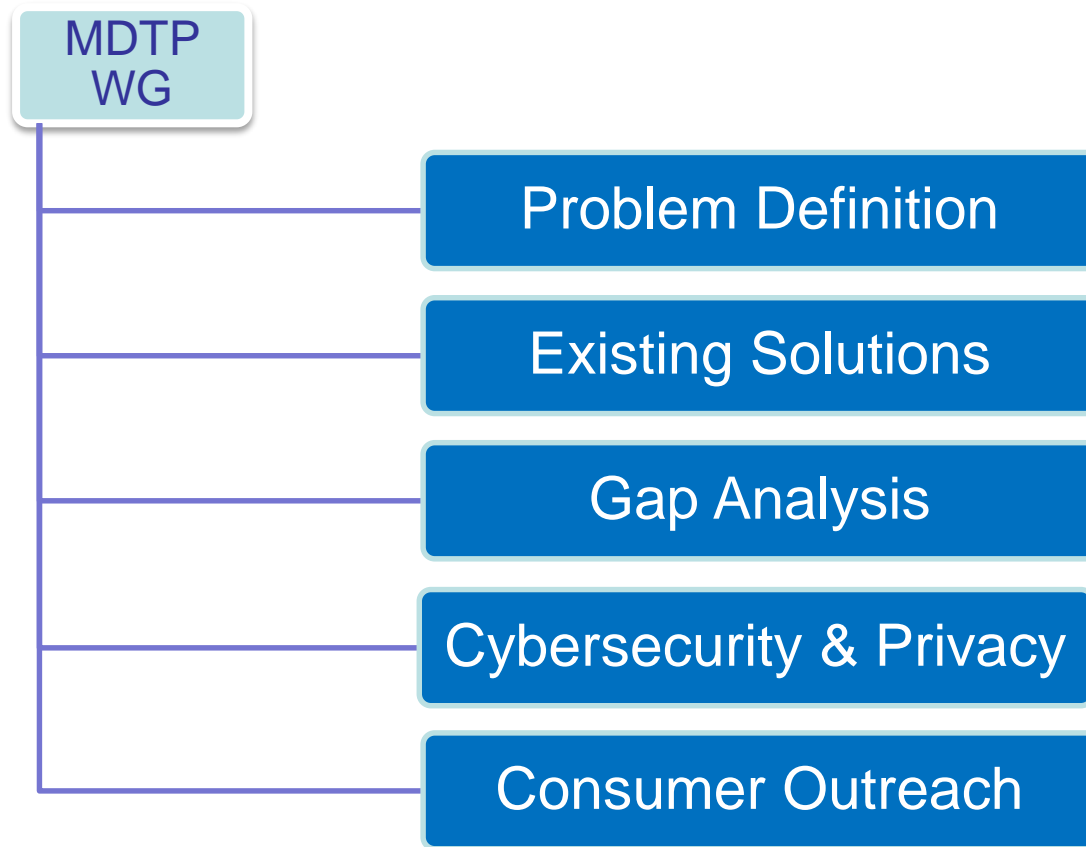 MDTP
WG
Problem Definition
Existing Solutions
Gap Analysis
Cybersecurity & Privacy
Consumer Outreach